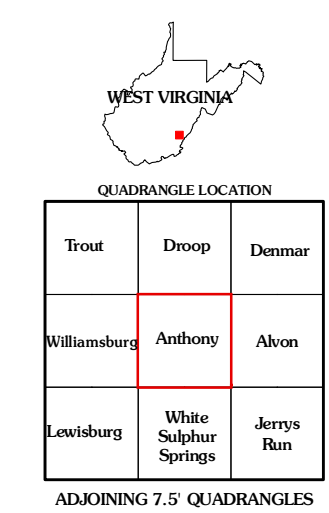 WEST VIRGINIA
QUADRANGLE LOCATION
Trout
Droop
Denmar
Williamsburg
Anthony
Alvon
Lewisburg
White
Sulphur
Springs
Jerrys
Run
ADJOINING 7.5' QUADRANGLES